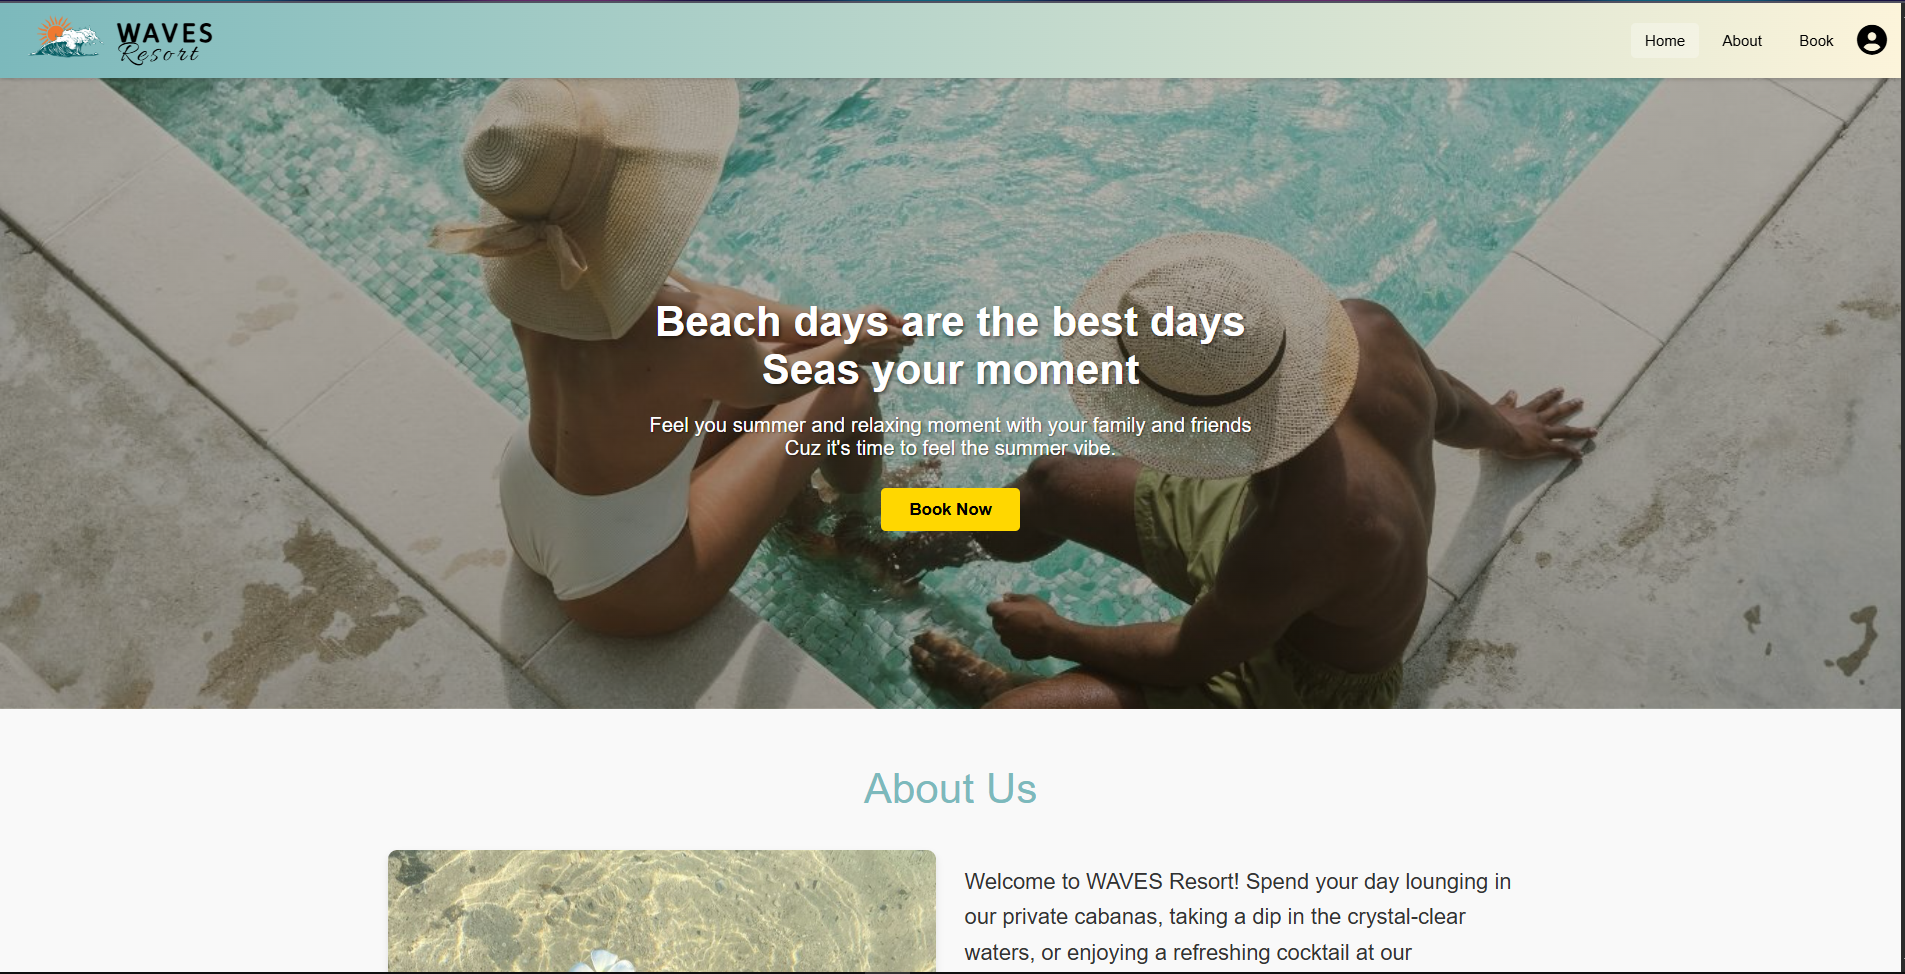 WAVES
Resort
Home
About
Book
Beach days are the best days
Seas your moment
Feel you summer and relaxing moment with your family and friends
Cuz it's time to feel the summer vibe.
Book Now
About Us
Welcome to WAVES Resort! Spend your day lounging in
our private cabanas, taking a dip in the crystal-clear
waters, or enjoying a refreshing cocktail at our